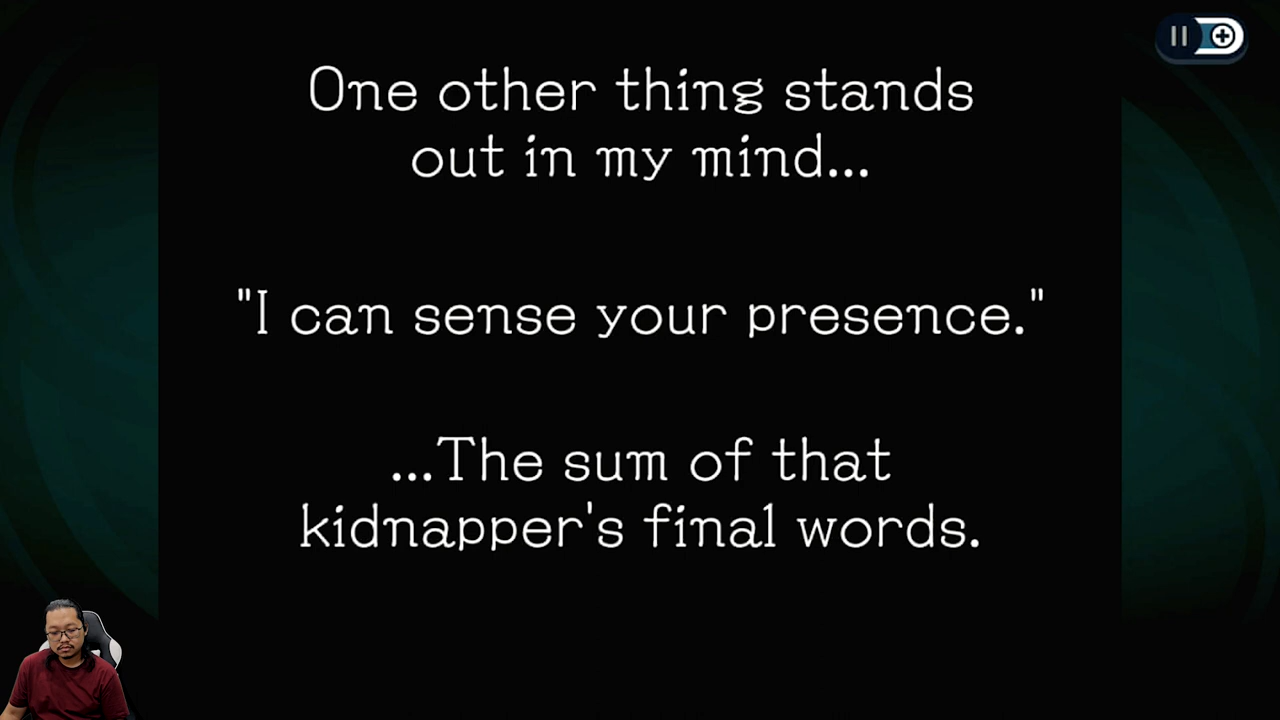 One other thing stands
out in my mind...
"I can sense your presence."
...The sum of that
kidnapper's final words.